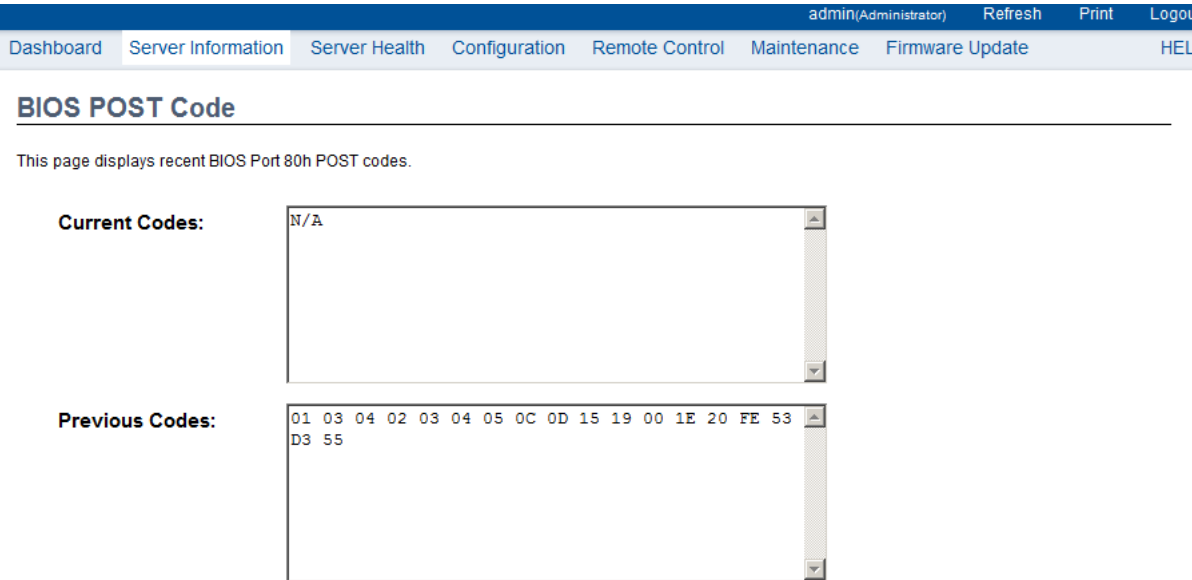 admin(Administrator) Refresh Print Logou
Dashboard Server Information Server Health Configuration Remote Control Maintenance Firmware Update HEL
BIOS POST Code
This page displays recent BIOS Port 80h POST codes.
Current Codes:
N/A
Previous Codes:
01 03 04 02 03 04 05 0C 0D 15 19 00 1E 20 FE 53
D3 55